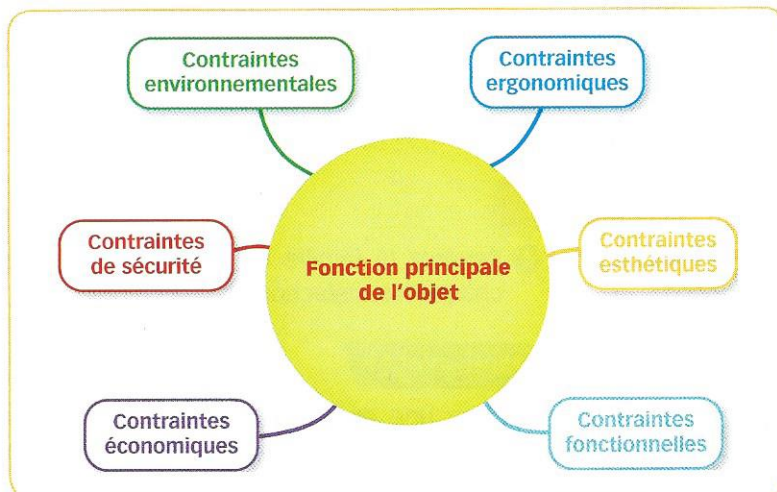 Contraintes
environnementales
Contraintes
ergonomiques
Contraintes
de sécurité
Fonction principale
de l'objet
Contraintes
esthétiques
Contraintes
économiques
Contraintes
fonctionnelles